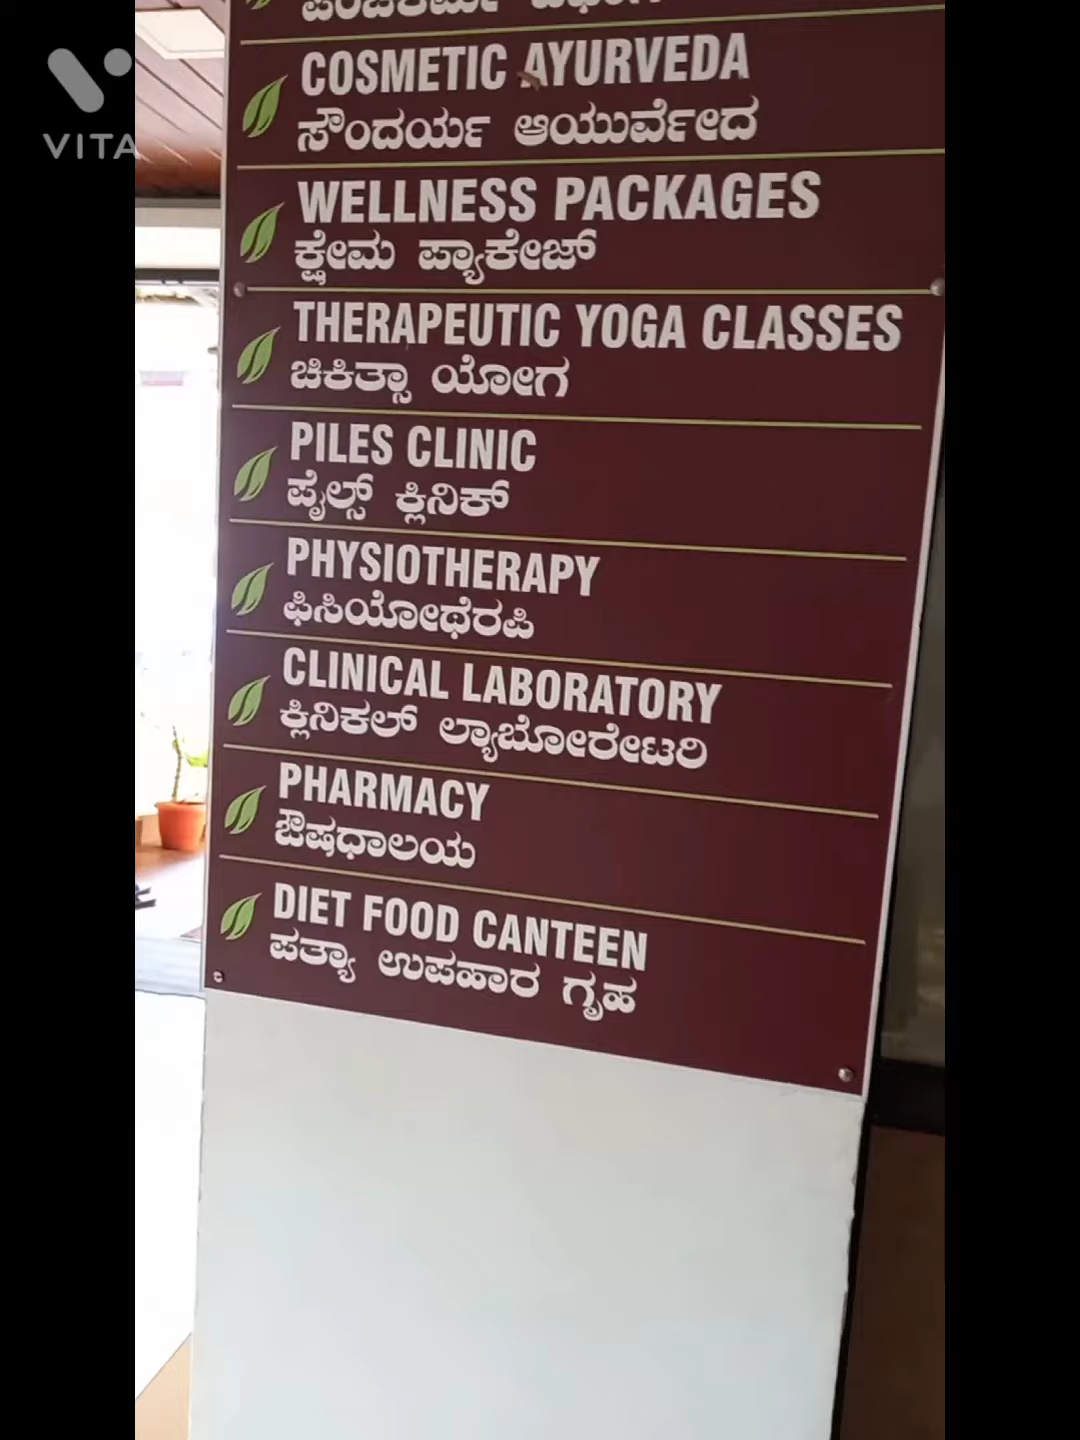 VITA
COSMETIC AYURVEDA
ಸೌಂದರ್ಯ ಆಯುರ್ವೇದ
WELLNESS PACKAGES
ಕ್ಷೇಮ ಪ್ಯಾಕೇಜ್
THERAPEUTIC YOGA CLASSES
ಚಿಕಿತ್ಸಾ ಯೋಗ
PILES CLINIC
ಪೈಲ್ಸ್ ಕ್ಲಿನಿಕ್
PHYSIOTHERAPY
ಫಿಸಿಯೋಥೆರಪಿ
CLINICAL LABORATORY
ಕ್ಲಿನಿಕಲ್ ಲ್ಯಾಬೋರೇಟರಿ
PHARMACY
ಔಷಧಾಲಯ
DIET FOOD CANTEEN
ಪತ್ಯಾ ಉಪಹಾರ ಗೃಹ